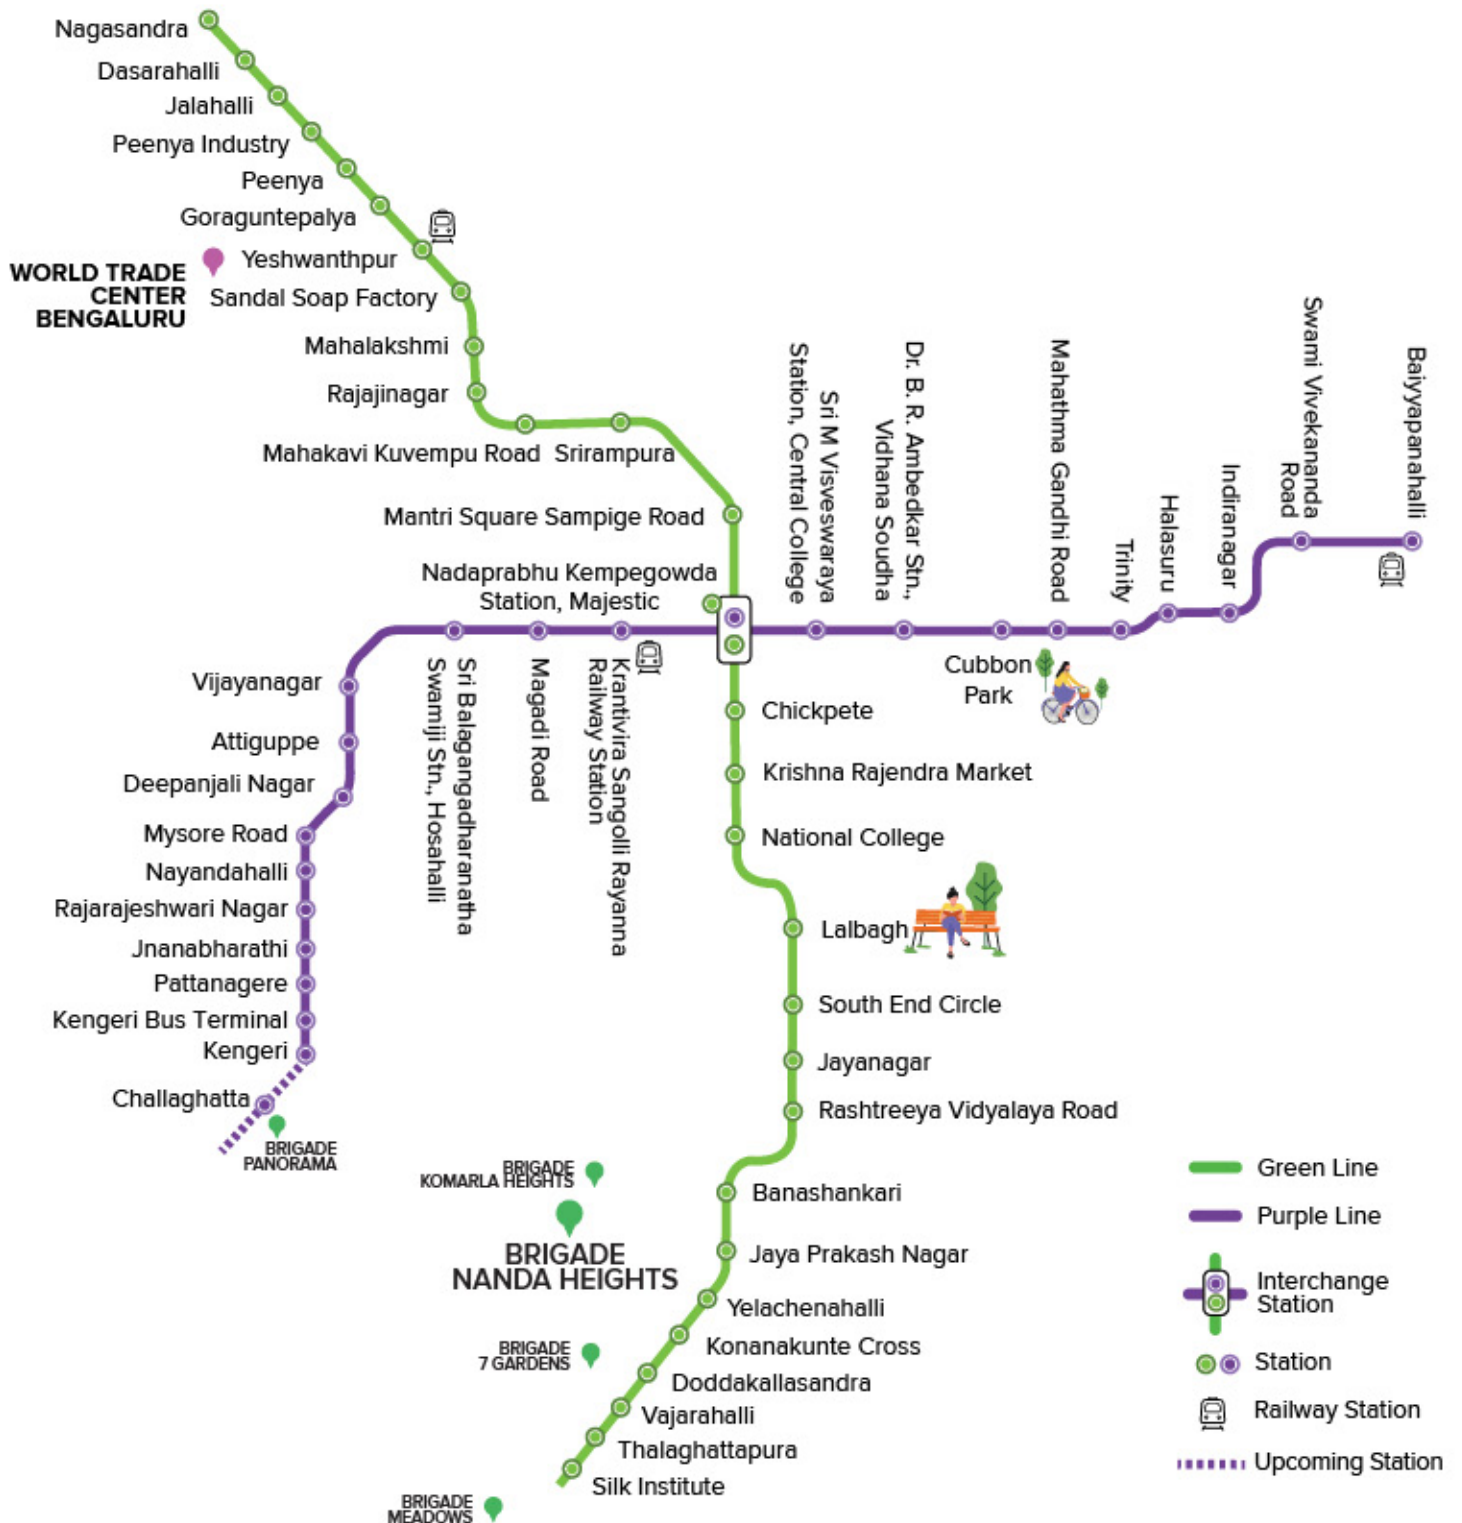 Nagasandra
Dasarahalli
Jalahalli
Peenya Industry
Peenya
Goraguntepalya
Yeshwanthpur
WORLD TRADE
CENTER
BENGALURU
Sandal Soap Factory
Mahalakshmi
Rajajinagar
Mahakavi Kuvempu Road
Srirampura
Mantri Square Sampige Road
Nadaprabhu Kempegowda
Station, Majestic
Sri M Visveswaraya
Station, Central College
Dr. B. R. Ambedkar Stn.,
Vidhana Soudha
Cubbon
Park
Mahathma Gandhi Road
Trinity
Halasuru
Indiranagar
Swami Vivekananda
Road
Baiyyapanahalli
Krantivira Sangolli Rayanna
Railway Station
Magadi Road
Sri Balagangadharanatha
Swamiji Stn., Hosahalli
Vijayanagar
Attiguppe
Deepanjali Nagar
Mysore Road
Nayandahalli
Rajarajeshwari Nagar
Jnanabharathi
Pattanagere
Kengeri Bus Terminal
Kengeri
Challaghatta
BRIGADE
PANORAMA
Chickpete
Krishna Rajendra Market
National College
Lalbagh
South End Circle
Jayanagar
Rashtreeya Vidyalaya Road
Banashankari
Jaya Prakash Nagar
Yelachenahalli
Konanakunte Cross
Doddakallasandra
Vajarahalli
Thalaghattapura
Silk Institute
BRIGADE
KOMARLA HEIGHTS
BRIGADE
NANDA HEIGHTS
BRIGADE
7 GARDENS
BRIGADE
MEADOWS
Green Line
Purple Line
Interchange
Station
Station
Railway Station
Upcoming Station